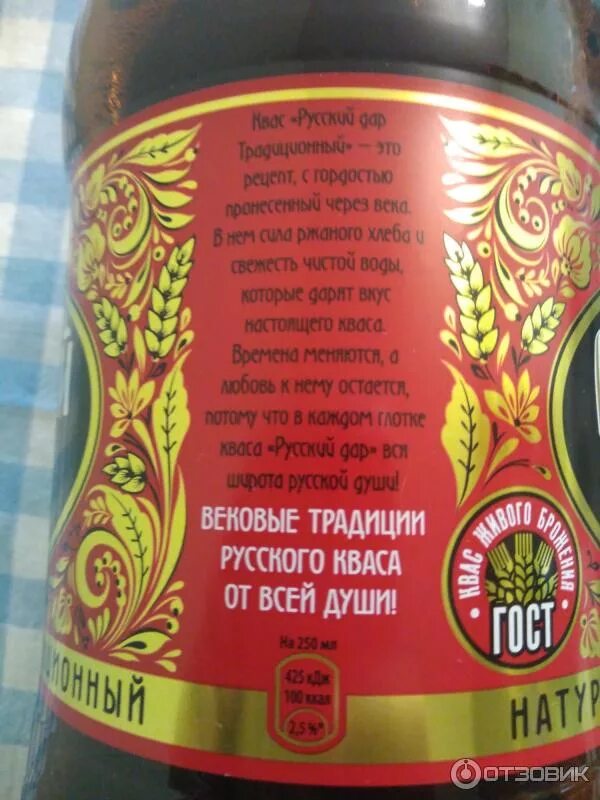 Квас «Русский дар
Традиционный» — это
рецепт, с гордостью
пронесенный через века.
В нем сила ржаного хлеба и
свежесть чистой воды,
которые дарят вкус
настоящего кваса.
Времена меняются, а
любовь к нему остается,
потому что в каждом глотке
кваса «Русский дар» вся
широта русской души!
ВЕКОВЫЕ ТРАДИЦИИ
РУССКОГО КВАСА
ОТ ВСЕЙ ДУШИ!
КВАС ЖИВОГО БРОЖЕНИЯ
ГОСТ
На 250 мл
425 кДж
100 ккал
2,5 %*
ЦИОННЫЙ
НАТУР
ОТЗОВИК